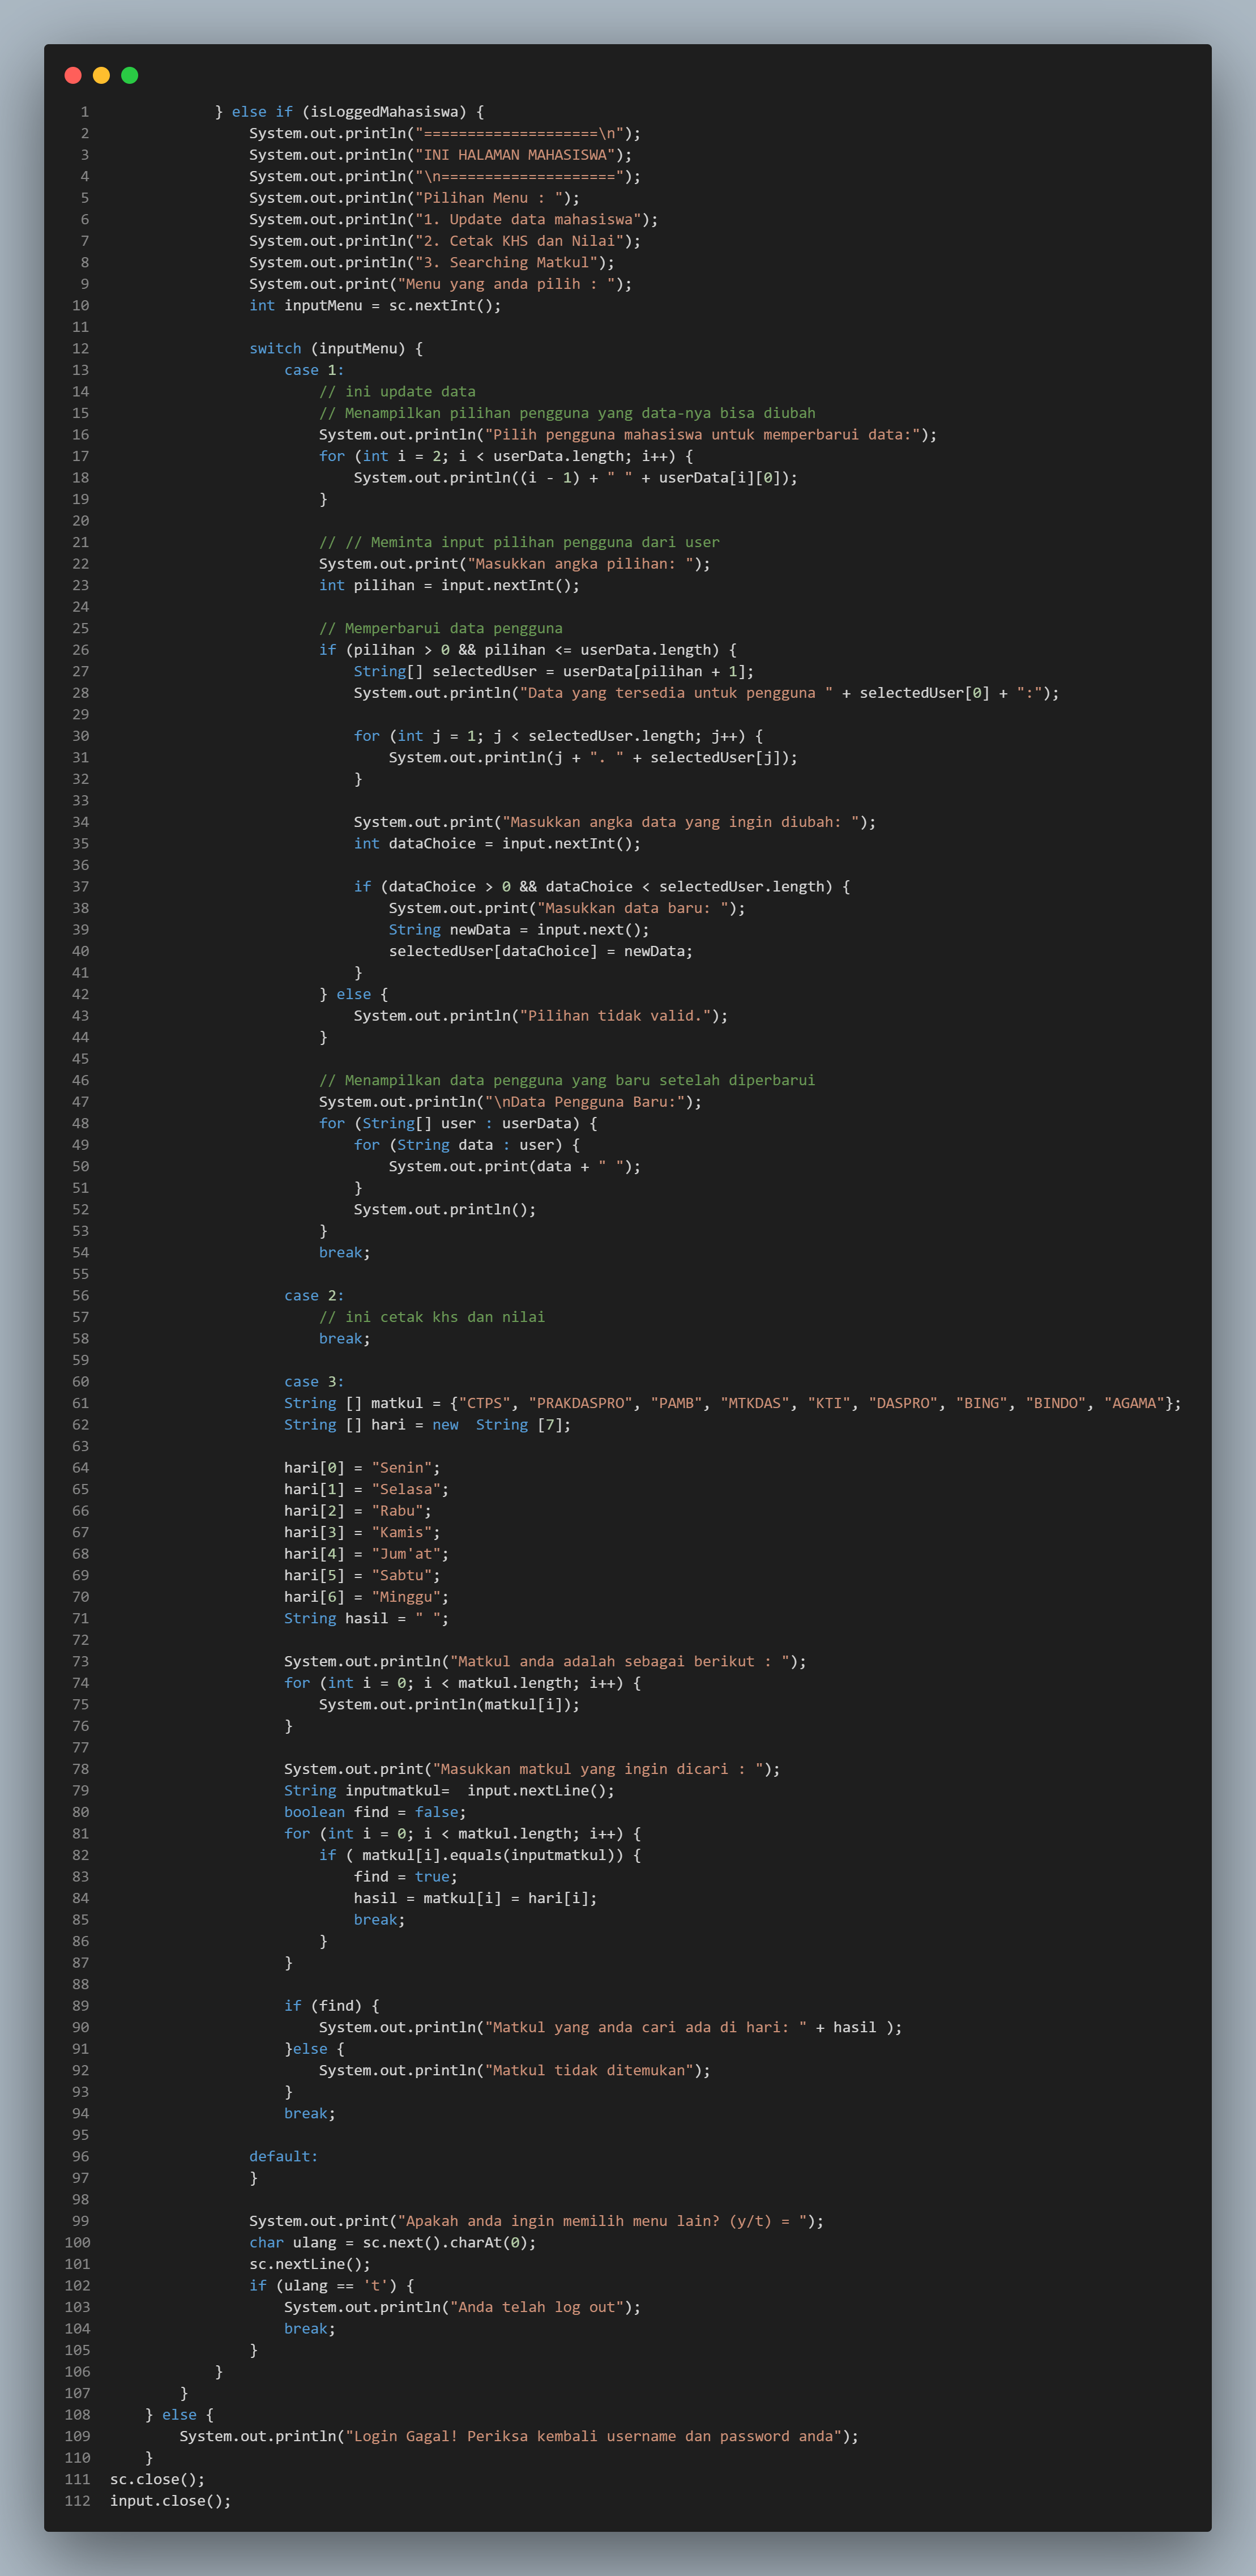 1 } else if (isLoggedMahasiswa) {
2 System.out.println("====================\n");
3 System.out.println("INI HALAMAN MAHASISWA");
4 System.out.println("\n====================");
5 System.out.println("Pilihan Menu : ");
6 System.out.println("1. Update data mahasiswa");
7 System.out.println("2. Cetak KHS dan Nilai");
8 System.out.println("3. Searching Matkul");
9 System.out.print("Menu yang anda pilih : ");
10 int inputMenu = sc.nextInt();
11
12 switch (inputMenu) {
13 case 1:
14 // ini update data
15 // Menampilkan pilihan pengguna yang data-nya bisa diubah
16 System.out.println("Pilih pengguna mahasiswa untuk memperbarui data:");
17 for (int i = 2; i < userData.length; i++) {
18 System.out.println((i - 1) + " " + userData[i][0]);
19 }
20
21 // // Meminta input pilihan pengguna dari user
22 System.out.print("Masukkan angka pilihan: ");
23 int pilihan = input.nextInt();
24
25 // Memperbarui data pengguna
26 if (pilihan > 0 && pilihan <= userData.length) {
27 String[] selectedUser = userData[pilihan + 1];
28 System.out.println("Data yang tersedia untuk pengguna " + selectedUser[0] + ":");
29
30 for (int j = 1; j < selectedUser.length; j++) {
31 System.out.println(j + ". " + selectedUser[j]);
32 }
33
34 System.out.print("Masukkan angka data yang ingin diubah: ");
35 int dataChoice = input.nextInt();
36
37 if (dataChoice > 0 && dataChoice < selectedUser.length) {
38 System.out.print("Masukkan data baru: ");
39 String newData = input.next();
40 selectedUser[dataChoice] = newData;
41 }
42 } else {
43 System.out.println("Pilihan tidak valid.");
44 }
45
46 // Menampilkan data pengguna yang baru setelah diperbarui
47 System.out.println("\nData Pengguna Baru:");
48 for (String[] user : userData) {
49 for (String data : user) {
50 System.out.print(data + " ");
51 }
52 System.out.println();
53 }
54 break;
55
56 case 2:
57 // ini cetak khs dan nilai
58 break;
59
60 case 3:
61 String [] matkul = {"CTPS", "PRAKDASPRO", "PAMB", "MTKDAS", "KTI", "DASPRO", "BING", "BINDO", "AGAMA"};
62 String [] hari = new  String [7];
63
64 hari[0] = "Senin";
65 hari[1] = "Selasa";
66 hari[2] = "Rabu";
67 hari[3] = "Kamis";
68 hari[4] = "Jum'at";
69 hari[5] = "Sabtu";
70 hari[6] = "Minggu";
71 String hasil = " ";
72
73 System.out.println("Matkul anda adalah sebagai berikut : ");
74 for (int i = 0; i < matkul.length; i++) {
75 System.out.println(matkul[i]);
76 }
77
78 System.out.print("Masukkan matkul yang ingin dicari : ");
79 String inputmatkul=  input.nextLine();
80 boolean find = false;
81 for (int i = 0; i < matkul.length; i++) {
82 if ( matkul[i].equals(inputmatkul)) {
83 find = true;
84 hasil = matkul[i] = hari[i];
85 break;
86 }
87 }
88
89 if (find) {
90 System.out.println("Matkul yang anda cari ada di hari: " + hasil );
91 }else {
92 System.out.println("Matkul tidak ditemukan");
93 }
94 break;
95
96 default:
97 }
98
99 System.out.print("Apakah anda ingin memilih menu lain? (y/t) = ");
100 char ulang = sc.next().charAt(0);
101 sc.nextLine();
102 if (ulang == 't') {
103 System.out.println("Anda telah log out");
104 break;
105 }
106 }
107 }
108 } else {
109 System.out.println("Login Gagal! Periksa kembali username dan password anda");
110 }
111 sc.close();
112 input.close();